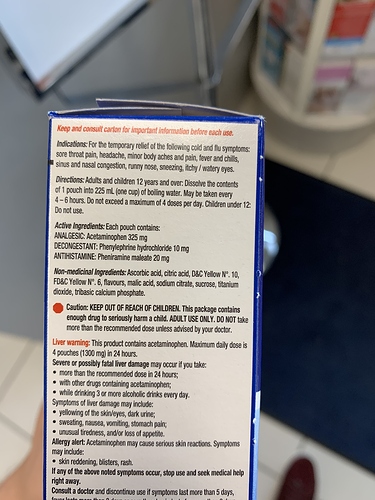 Keep and consult carton for important information before each use.
Indications: For the temporary relief of the following cold and flu symptoms:
sore throat pain, headache, minor body aches and pain, fever and chills,
sinus and nasal congestion, runny nose, sneezing, itchy / watery eyes.
Directions: Adults and children 12 years and over: Dissolve the contents
of 1 pouch into 225 mL (one cup) of boiling water. May be taken every
4 – 6 hours. Do not exceed a maximum of 4 doses per day. Children under 12:
Do not use.
Active Ingredients: Each pouch contains:
ANALGESIC: Acetaminophen 325 mg
DECONGESTANT: Phenylephrine hydrochloride 10 mg
ANTIHISTAMINE: Pheniramine maleate 20 mg
Non-medicinal Ingredients: Ascorbic acid, citric acid, D&C Yellow N°. 10,
FD&C Yellow N°. 6, flavours, malic acid, sodium citrate, sucrose, titanium
dioxide, tribasic calcium phosphate.
Caution: KEEP OUT OF REACH OF CHILDREN. This package contains
enough drug to seriously harm a child. ADULT USE ONLY. DO NOT take
more than the recommended dose unless advised by your doctor.
Liver warning: This product contains acetaminophen. Maximum daily dose is
4 pouches (1300 mg) in 24 hours.
Severe or possibly fatal liver damage may occur if you take:
• more than the recommended dose in 24 hours;
• with other drugs containing acetaminophen;
• while drinking 3 or more alcoholic drinks every day.
Symptoms of liver damage may include:
• yellowing of the skin/eyes, dark urine;
• sweating, nausea, vomiting, stomach pain;
• unusual tiredness, and/or loss of appetite.
Allergy alert: Acetaminophen may cause serious skin reactions. Symptoms
may include:
• skin reddening, blisters, rash.
If any of the above noted symptoms occur, stop use and seek medical help
right away.
Consult a doctor and discontinue use if symptoms last more than 5 days,